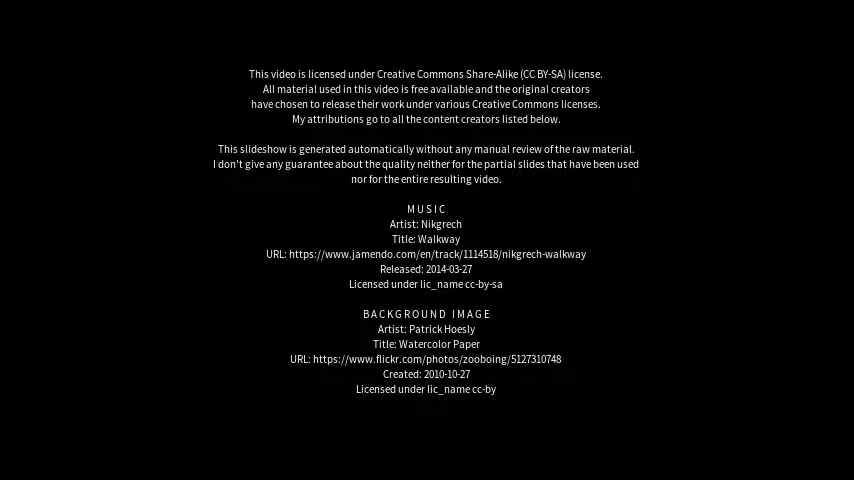 This video is licensed under Creative Commons Share-Alike (CC BY-SA) license.
All material used in this video is free available and the original creators
have chosen to release their work under various Creative Commons licenses.
My attributions go to all the content creators listed below.
This slideshow is generated automatically without any manual review of the raw material.
I don't give any guarantee about the quality neither for the partial slides that have been used
nor for the entire resulting video.
MUSIC
Artist: Nikgrech
Title: Walkway
URL: https://www.jamendo.com/en/track/1114518/nikgrech-walkway
Released: 2014-03-27
Licensed under lic_name cc-by-sa
BACKGROUND IMAGE
Artist: Patrick Hoesly
Title: Watercolor Paper
URL: https://www.flickr.com/photos/zooboing/5127310748
Created: 2010-10-27
Licensed under lic_name cc-by